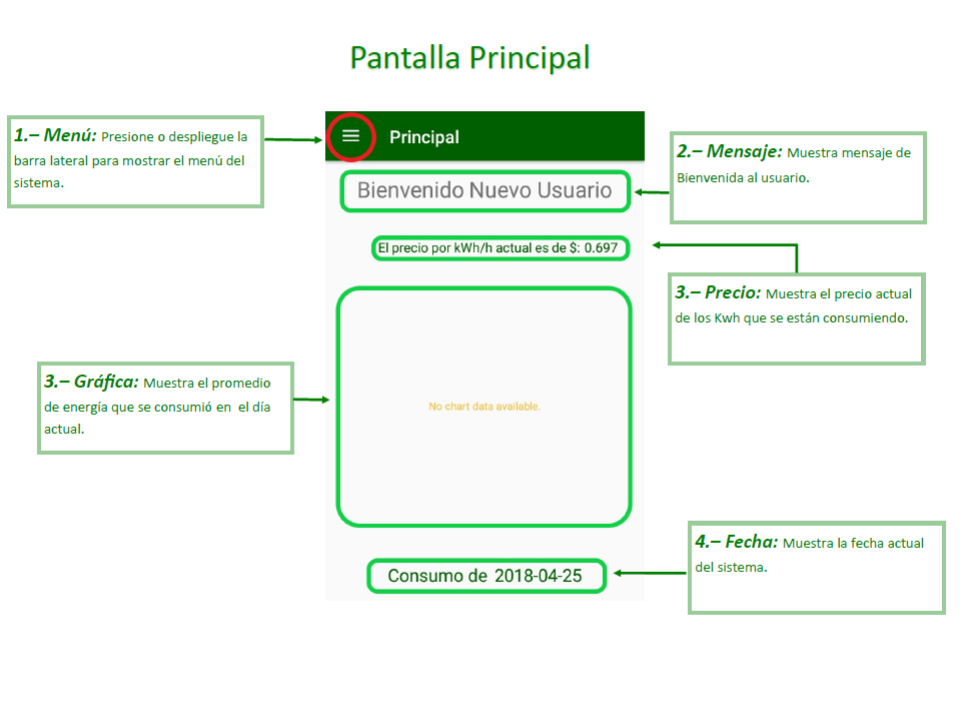 Pantalla Principal
1.– Menú: Presione o despliegue la
barra lateral para mostrar el menú del
sistema.
Principal
2.– Mensaje: Muestra mensaje de
Bienvenida al usuario.
Bienvenido Nuevo Usuario
El precio por kWh/h actual es de $: 0.697
3.– Precio: Muestra el precio actual
de los Kwh que se están consumiendo.
3.– Gráfica: Muestra el promedio
de energía que se consumió en el día
actual.
No chart data available.
4.– Fecha: Muestra la fecha actual
del sistema.
Consumo de 2018-04-25